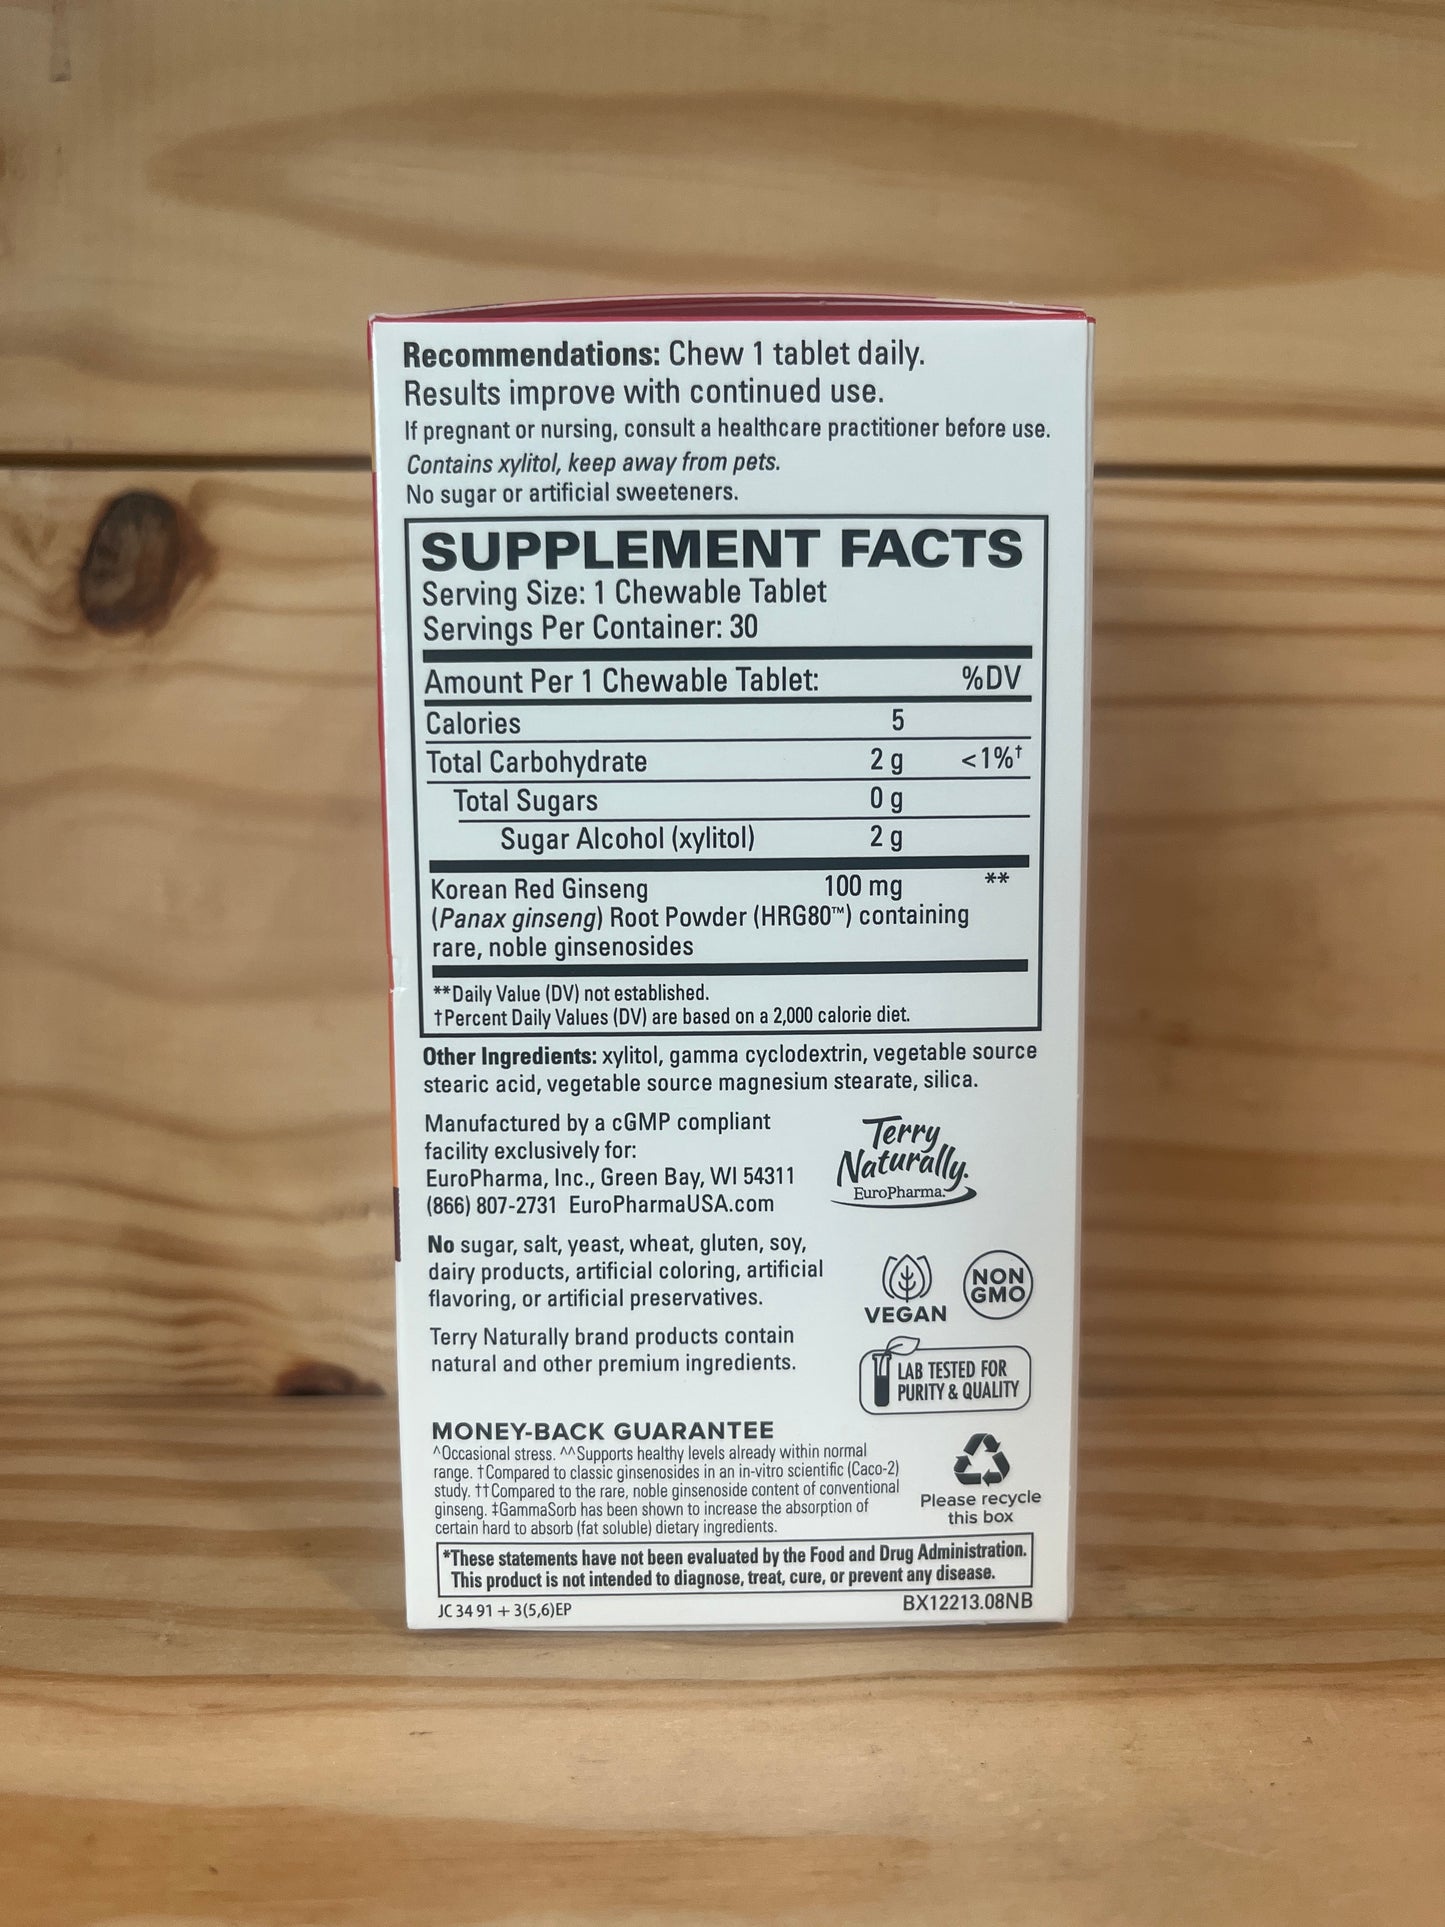 Recommendations: Chew 1 tablet daily.
Results improve with continued use.
If pregnant or nursing, consult a healthcare practitioner before use.
Contains xylitol, keep away from pets.
No sugar or artificial sweeteners.
SUPPLEMENT FACTS
Serving Size: 1 Chewable Tablet
Servings Per Container: 30
Amount Per 1 Chewable Tablet: %DV
Calories 5
Total Carbohydrate 2 g <1%†
Total Sugars 0 g
Sugar Alcohol (xylitol) 2 g
Korean Red Ginseng 100 mg **
(Panax ginseng) Root Powder (HRG80™) containing
rare, noble ginsenosides
**Daily Value (DV) not established.
†Percent Daily Values (DV) are based on a 2,000 calorie diet.
Other Ingredients: xylitol, gamma cyclodextrin, vegetable source
stearic acid, vegetable source magnesium stearate, silica.
Manufactured by a cGMP compliant
facility exclusively for:
EuroPharma, Inc., Green Bay, WI 54311
(866) 807-2731 EuroPharmaUSA.com
Terry
Naturally.
EuroPharma.
No sugar, salt, yeast, wheat, gluten, soy,
dairy products, artificial coloring, artificial
flavoring, or artificial preservatives.
VEGAN
NON
GMO
Terry Naturally brand products contain
natural and other premium ingredients.
LAB TESTED FOR
PURITY & QUALITY
MONEY-BACK GUARANTEE
^Occasional stress. ^^Supports healthy levels already within normal
range. †Compared to classic ginsenosides in an in-vitro scientific (Caco-2)
study. ††Compared to the rare, noble ginsenoside content of conventional
ginseng. ‡GammaSorb has been shown to increase the absorption of
certain hard to absorb (fat soluble) dietary ingredients.
Please recycle
this box
*These statements have not been evaluated by the Food and Drug Administration.
This product is not intended to diagnose, treat, cure, or prevent any disease.
JC 34 91 + 3(5,6)EP
BX12213.08NB